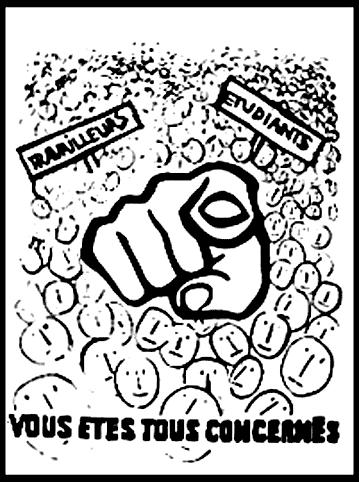 TRAVAILLEURS
ETUDIANTS
VOUS ETES TOUS CONCERNES